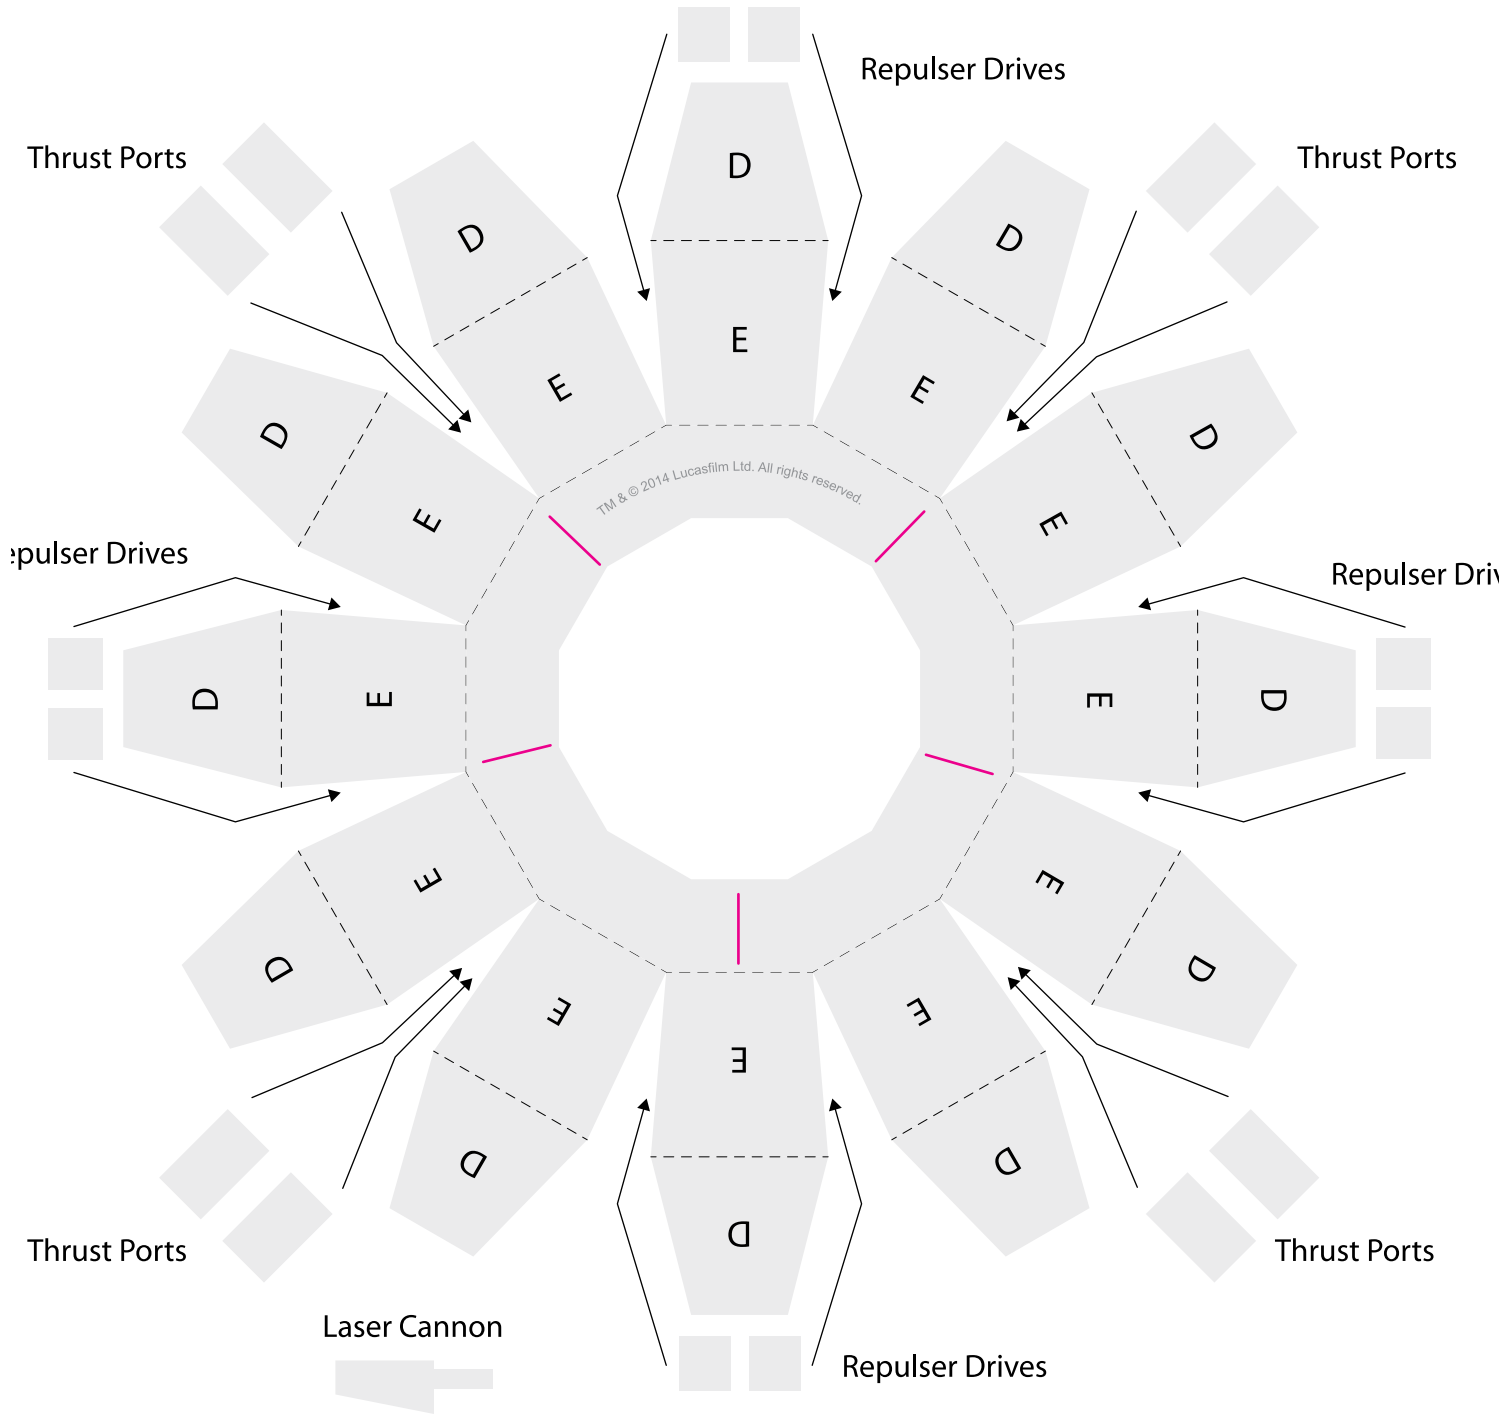 Repulser Drives
Thrust Ports
Thrust Ports
D
D
D
E
D
D
E
E
TM & © 2014 Lucasfilm Ltd. All rights reserved.
E
E
epulser Drives
Repulser Driv
D
E
E
D
E
E
D
D
E
E
E
D
D
D
Thrust Ports
Thrust Ports
Laser Cannon
Repulser Drives